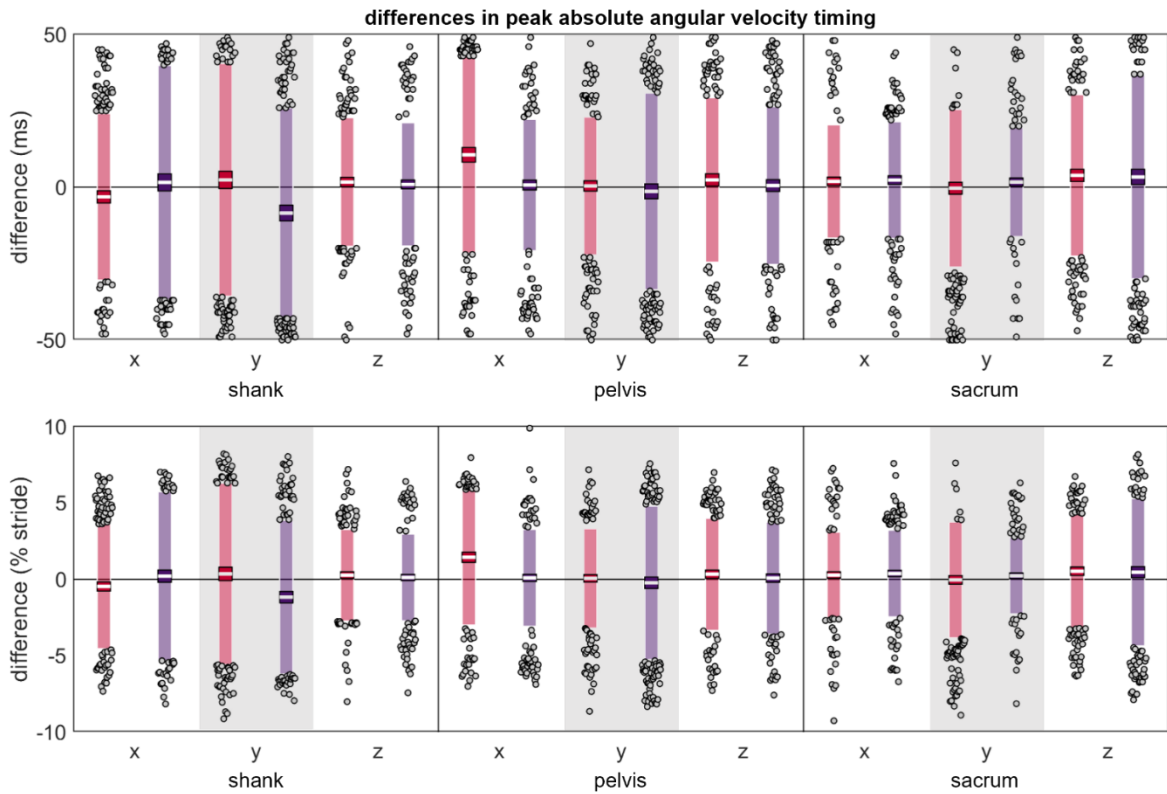 differences in peak absolute angular velocity timing
difference (ms)
50
0
-50
x y z x y z x y z
shank pelvis sacrum
difference (% stride)
10
5
0
-5
-10
x y z x y z x y z
shank pelvis sacrum